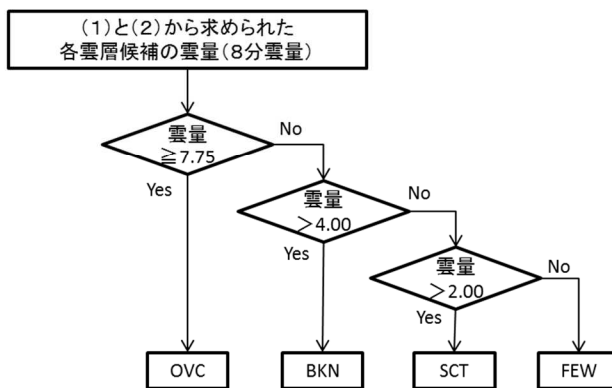 (1)と(2)から求められた
各雲層候補の雲量(8分雲量)
雲量
≧7.75
No
Yes
雲量
>4.00
No
Yes
雲量
>2.00
No
Yes
OVC
BKN
SCT
FEW